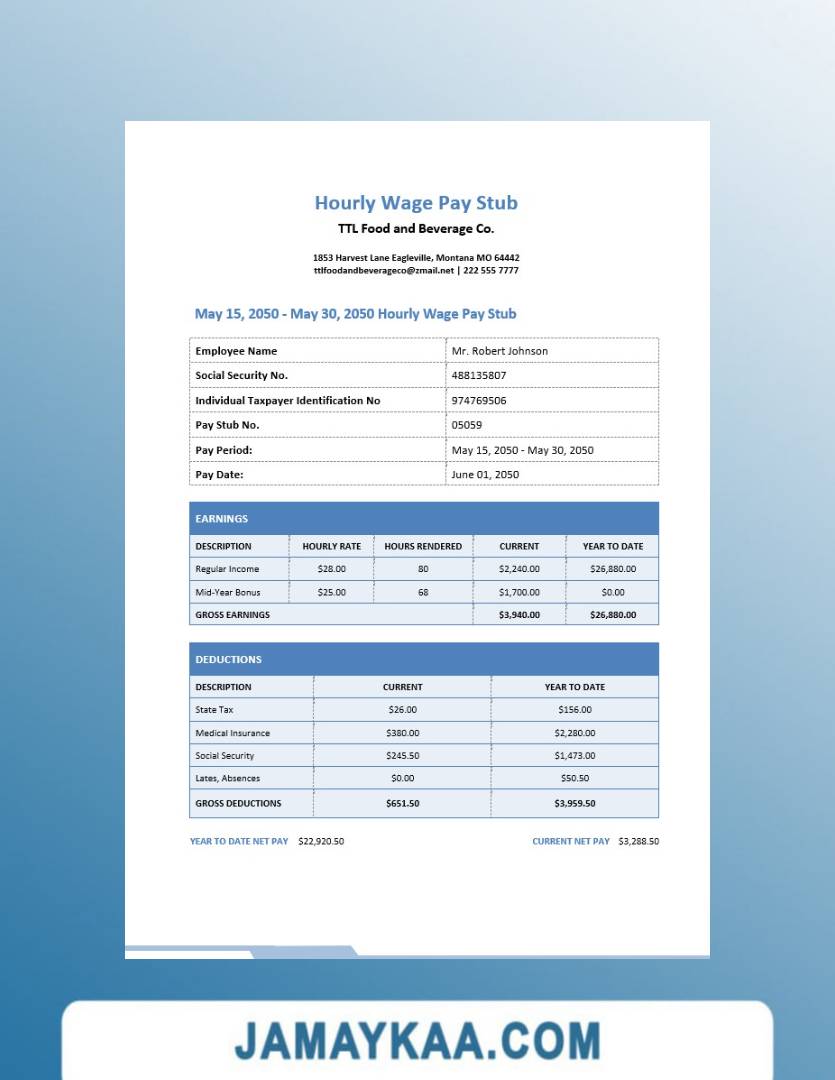 Hourly Wage Pay Stub
TTL Food and Beverage Co.
1853 Harvest Lane Eagleville, Montana MO 64442
ttlfoodandbeverageco@zmail.net | 222 555 7777
May 15, 2050 - May 30, 2050 Hourly Wage Pay Stub
Employee Name Mr. Robert Johnson
Social Security No. 488135807
Individual Taxpayer Identification No 974769506
Pay Stub No. 05059
Pay Period: May 15, 2050 - May 30, 2050
Pay Date: June 01, 2050
EARNINGS
DESCRIPTION HOURLY RATE HOURS RENDERED CURRENT YEAR TO DATE
Regular Income $28.00 80 $2,240.00 $26,880.00
Mid-Year Bonus $25.00 68 $1,700.00 $0.00
GROSS EARNINGS $3,940.00 $26,880.00
DEDUCTIONS
DESCRIPTION CURRENT YEAR TO DATE
State Tax $26.00 $156.00
Medical Insurance $380.00 $2,280.00
Social Security $245.50 $1,473.00
Lates, Absences $0.00 $50.50
GROSS DEDUCTIONS $651.50 $3,959.50
YEAR TO DATE NET PAY $22,920.50 CURRENT NET PAY $3,288.50
JAMAYKAA.COM